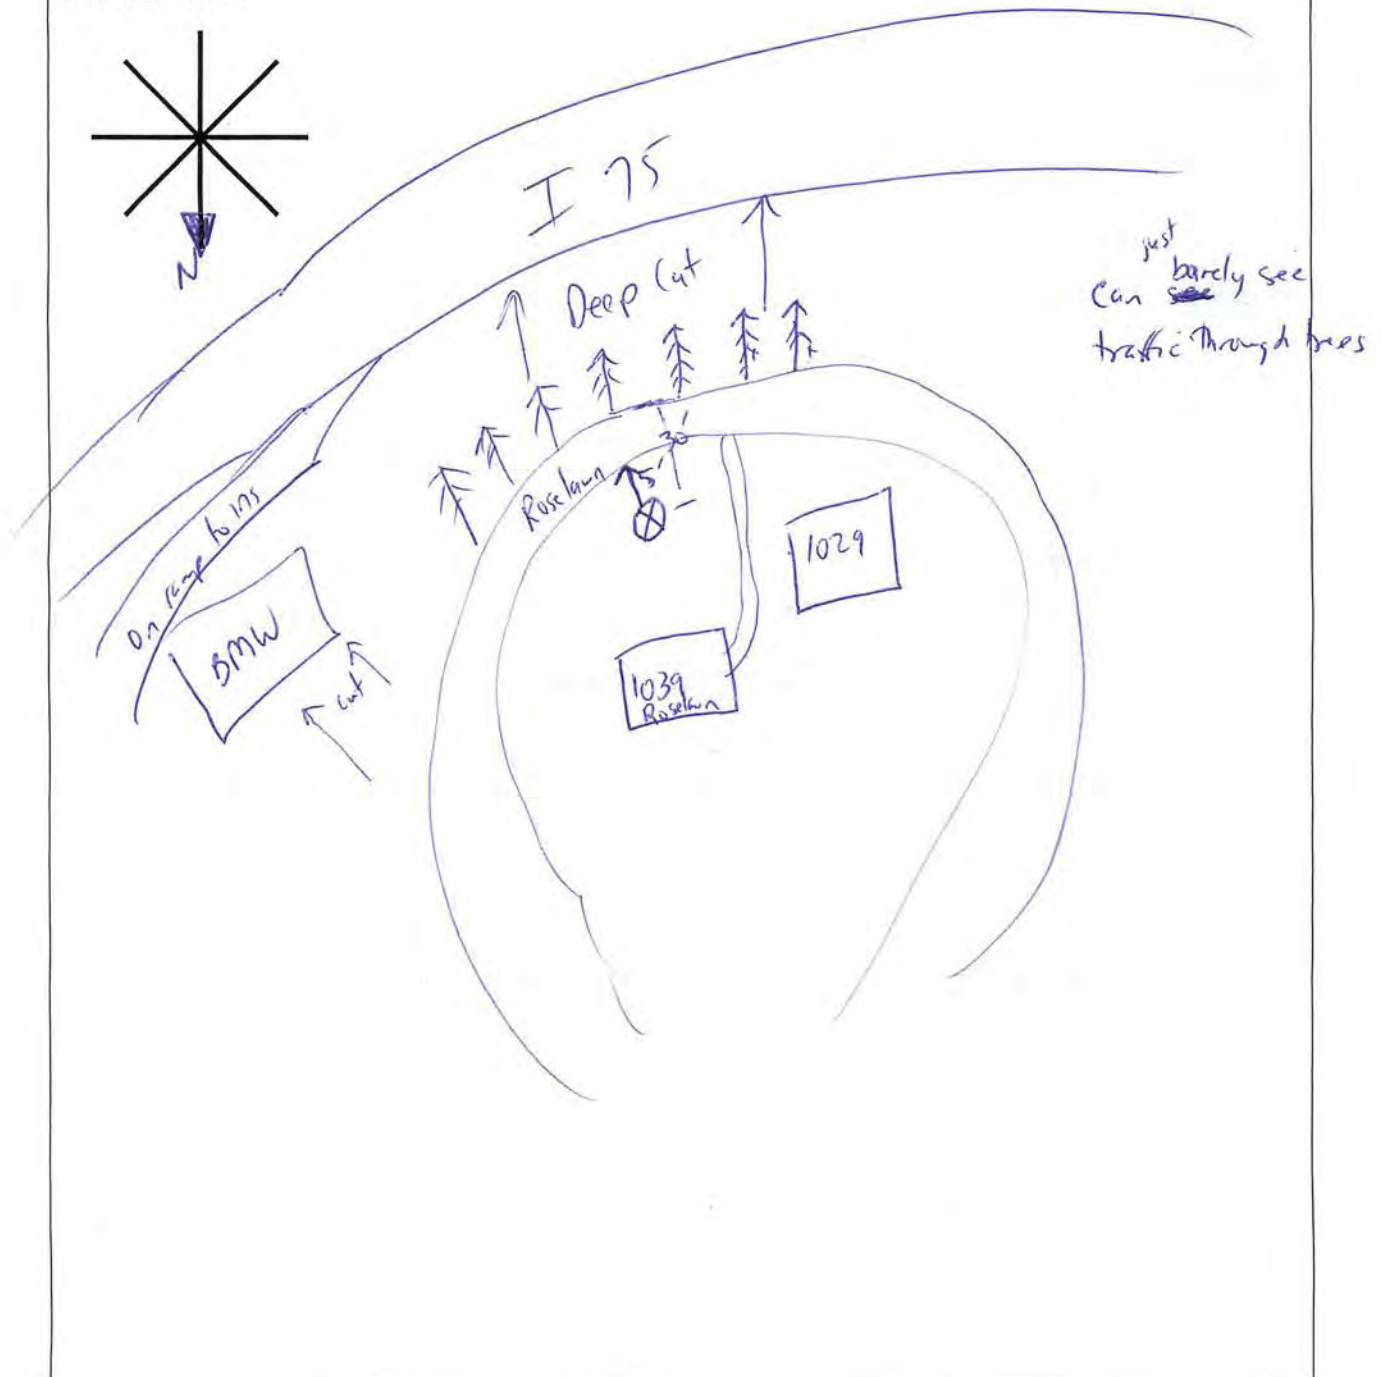 N
I 75
Deep Cut
just
Can barely see
traffic through trees
30'
5'
Roselawn
On ramp to I75
BMW
cut
1029
1039
Roselawn